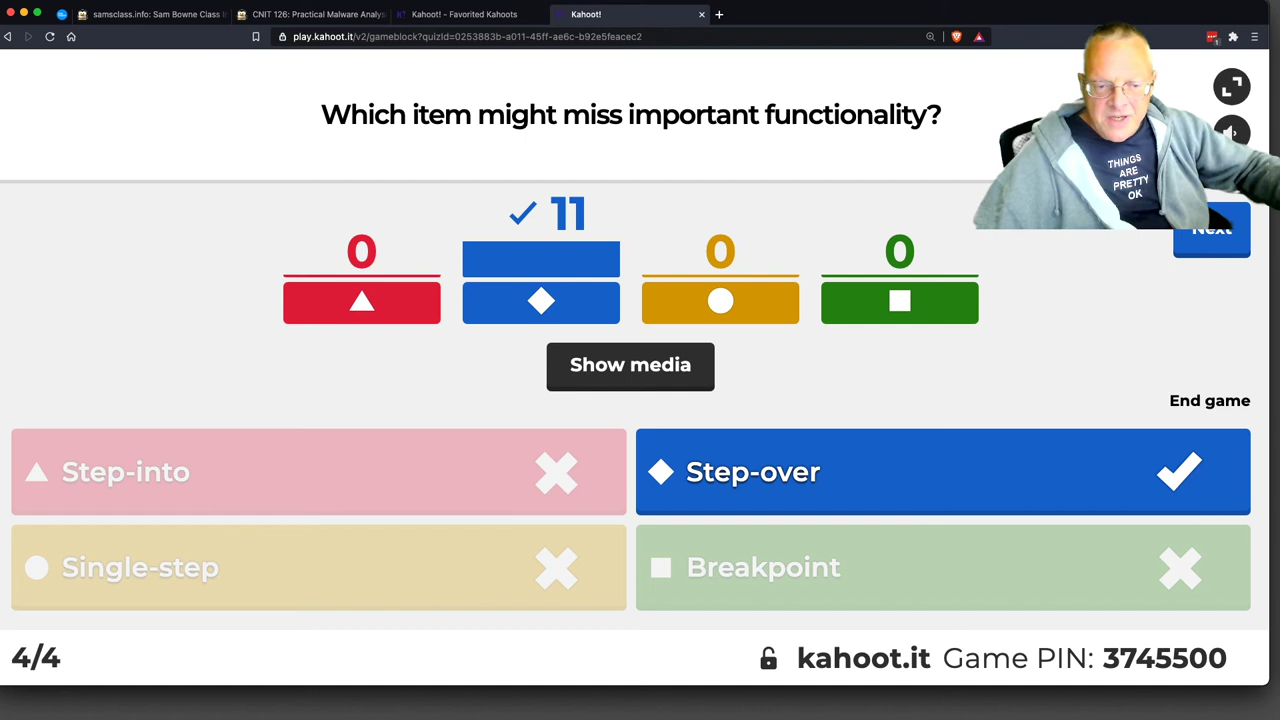 samsclass.info: Sam Bowne Class I
CNIT 126: Practical Malware Analys
Kahoot! - Favorited Kahoots
Kahoot!
play.kahoot.it/v2/gameblock?quizId=0253883b-a011-45ff-ae6c-b92e5feacec2
Which item might miss important functionality?
THINGS
ARE
PRETTY
OK
Next
0
11
0
0
Show media
End game
Step-into
Step-over
Single-step
Breakpoint
4/4
kahoot.it Game PIN: 3745500